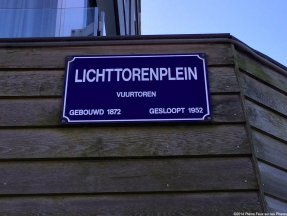 LICHTTORENPLEIN
VUURTOREN
GEBOUWD 1872 GESLOOPT 1952